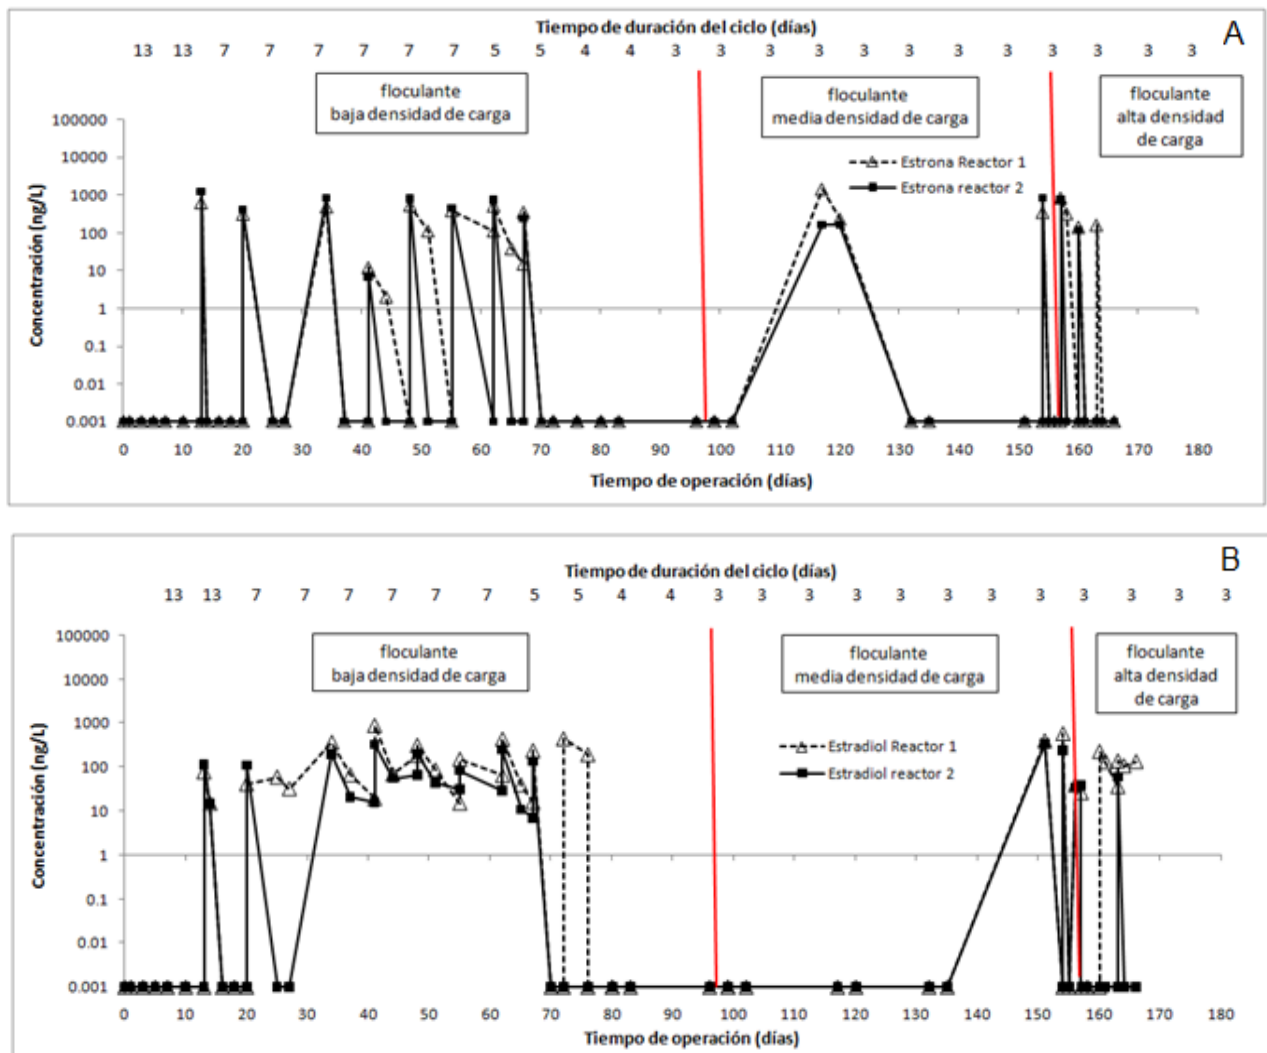 Tiempo de duración del ciclo (días)
A
13 13 7 7 7 7 7 7 5 5 4 4 3 3 3 3 3 3 3 3 3 3 3 3
floculante
baja densidad de carga
floculante
media densidad de carga
floculante
alta densidad
de carga
Estrona Reactor 1
Estrona reactor 2
Concentración (ng/L)
100000
10000
1000
100
10
1
0.1
0.01
0.001
0 10 20 30 40 50 60 70 80 90 100 110 120 130 140 150 160 170 180
Tiempo de operación (días)
B
Tiempo de duración del ciclo (días)
13 13 7 7 7 7 7 7 5 5 4 4 3 3 3 3 3 3 3 3 3 3 3 3
floculante
baja densidad de carga
floculante
media densidad de carga
floculante
alta densidad
de carga
Estradiol Reactor 1
Estradiol reactor 2
Concentración (ng/L)
100000
10000
1000
100
10
1
0.1
0.01
0.001
0 10 20 30 40 50 60 70 80 90 100 110 120 130 140 150 160 170 180
Tiempo de operación (días)